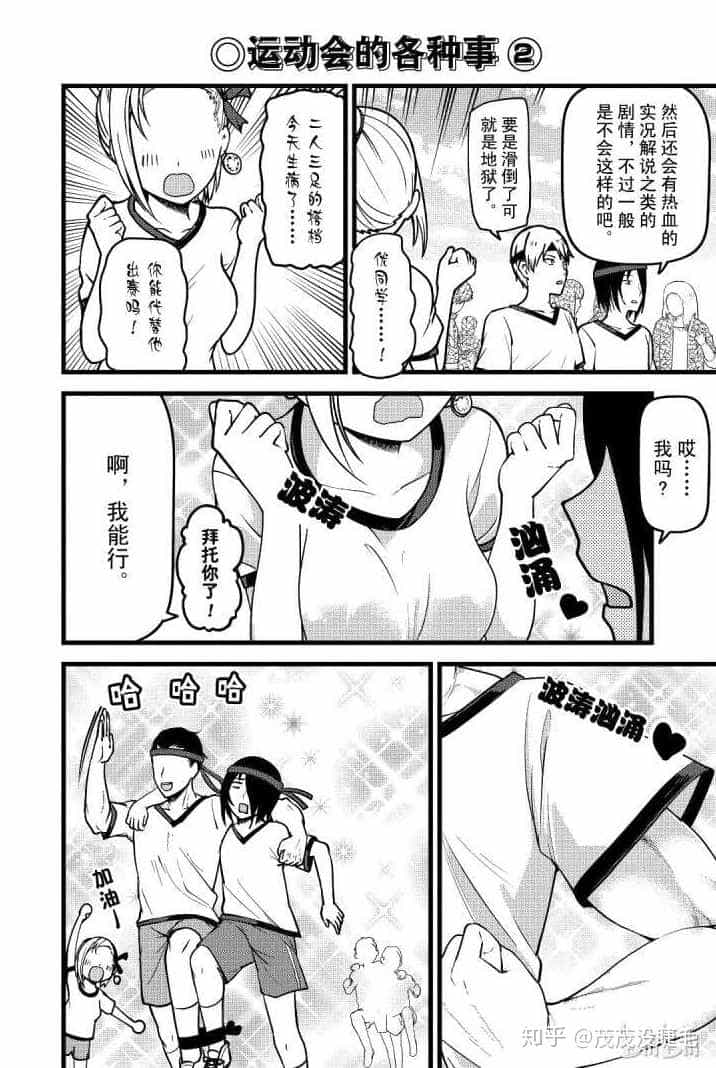 ○运动会的各种事 ②
然后还会有热血的
实况解说之类的
剧情，不过一般
是不会这样的吧。
要是滑倒了可
就是地狱了。
优同学……！
二人三足的搭档
今天生病了……
你能代替他
出赛吗！
哎……
我吗？
波涛
汹涌
拜托你了！
啊，我能行。
波涛汹涌
哈 哈 哈
加油
知乎 @茂茂没睫毛